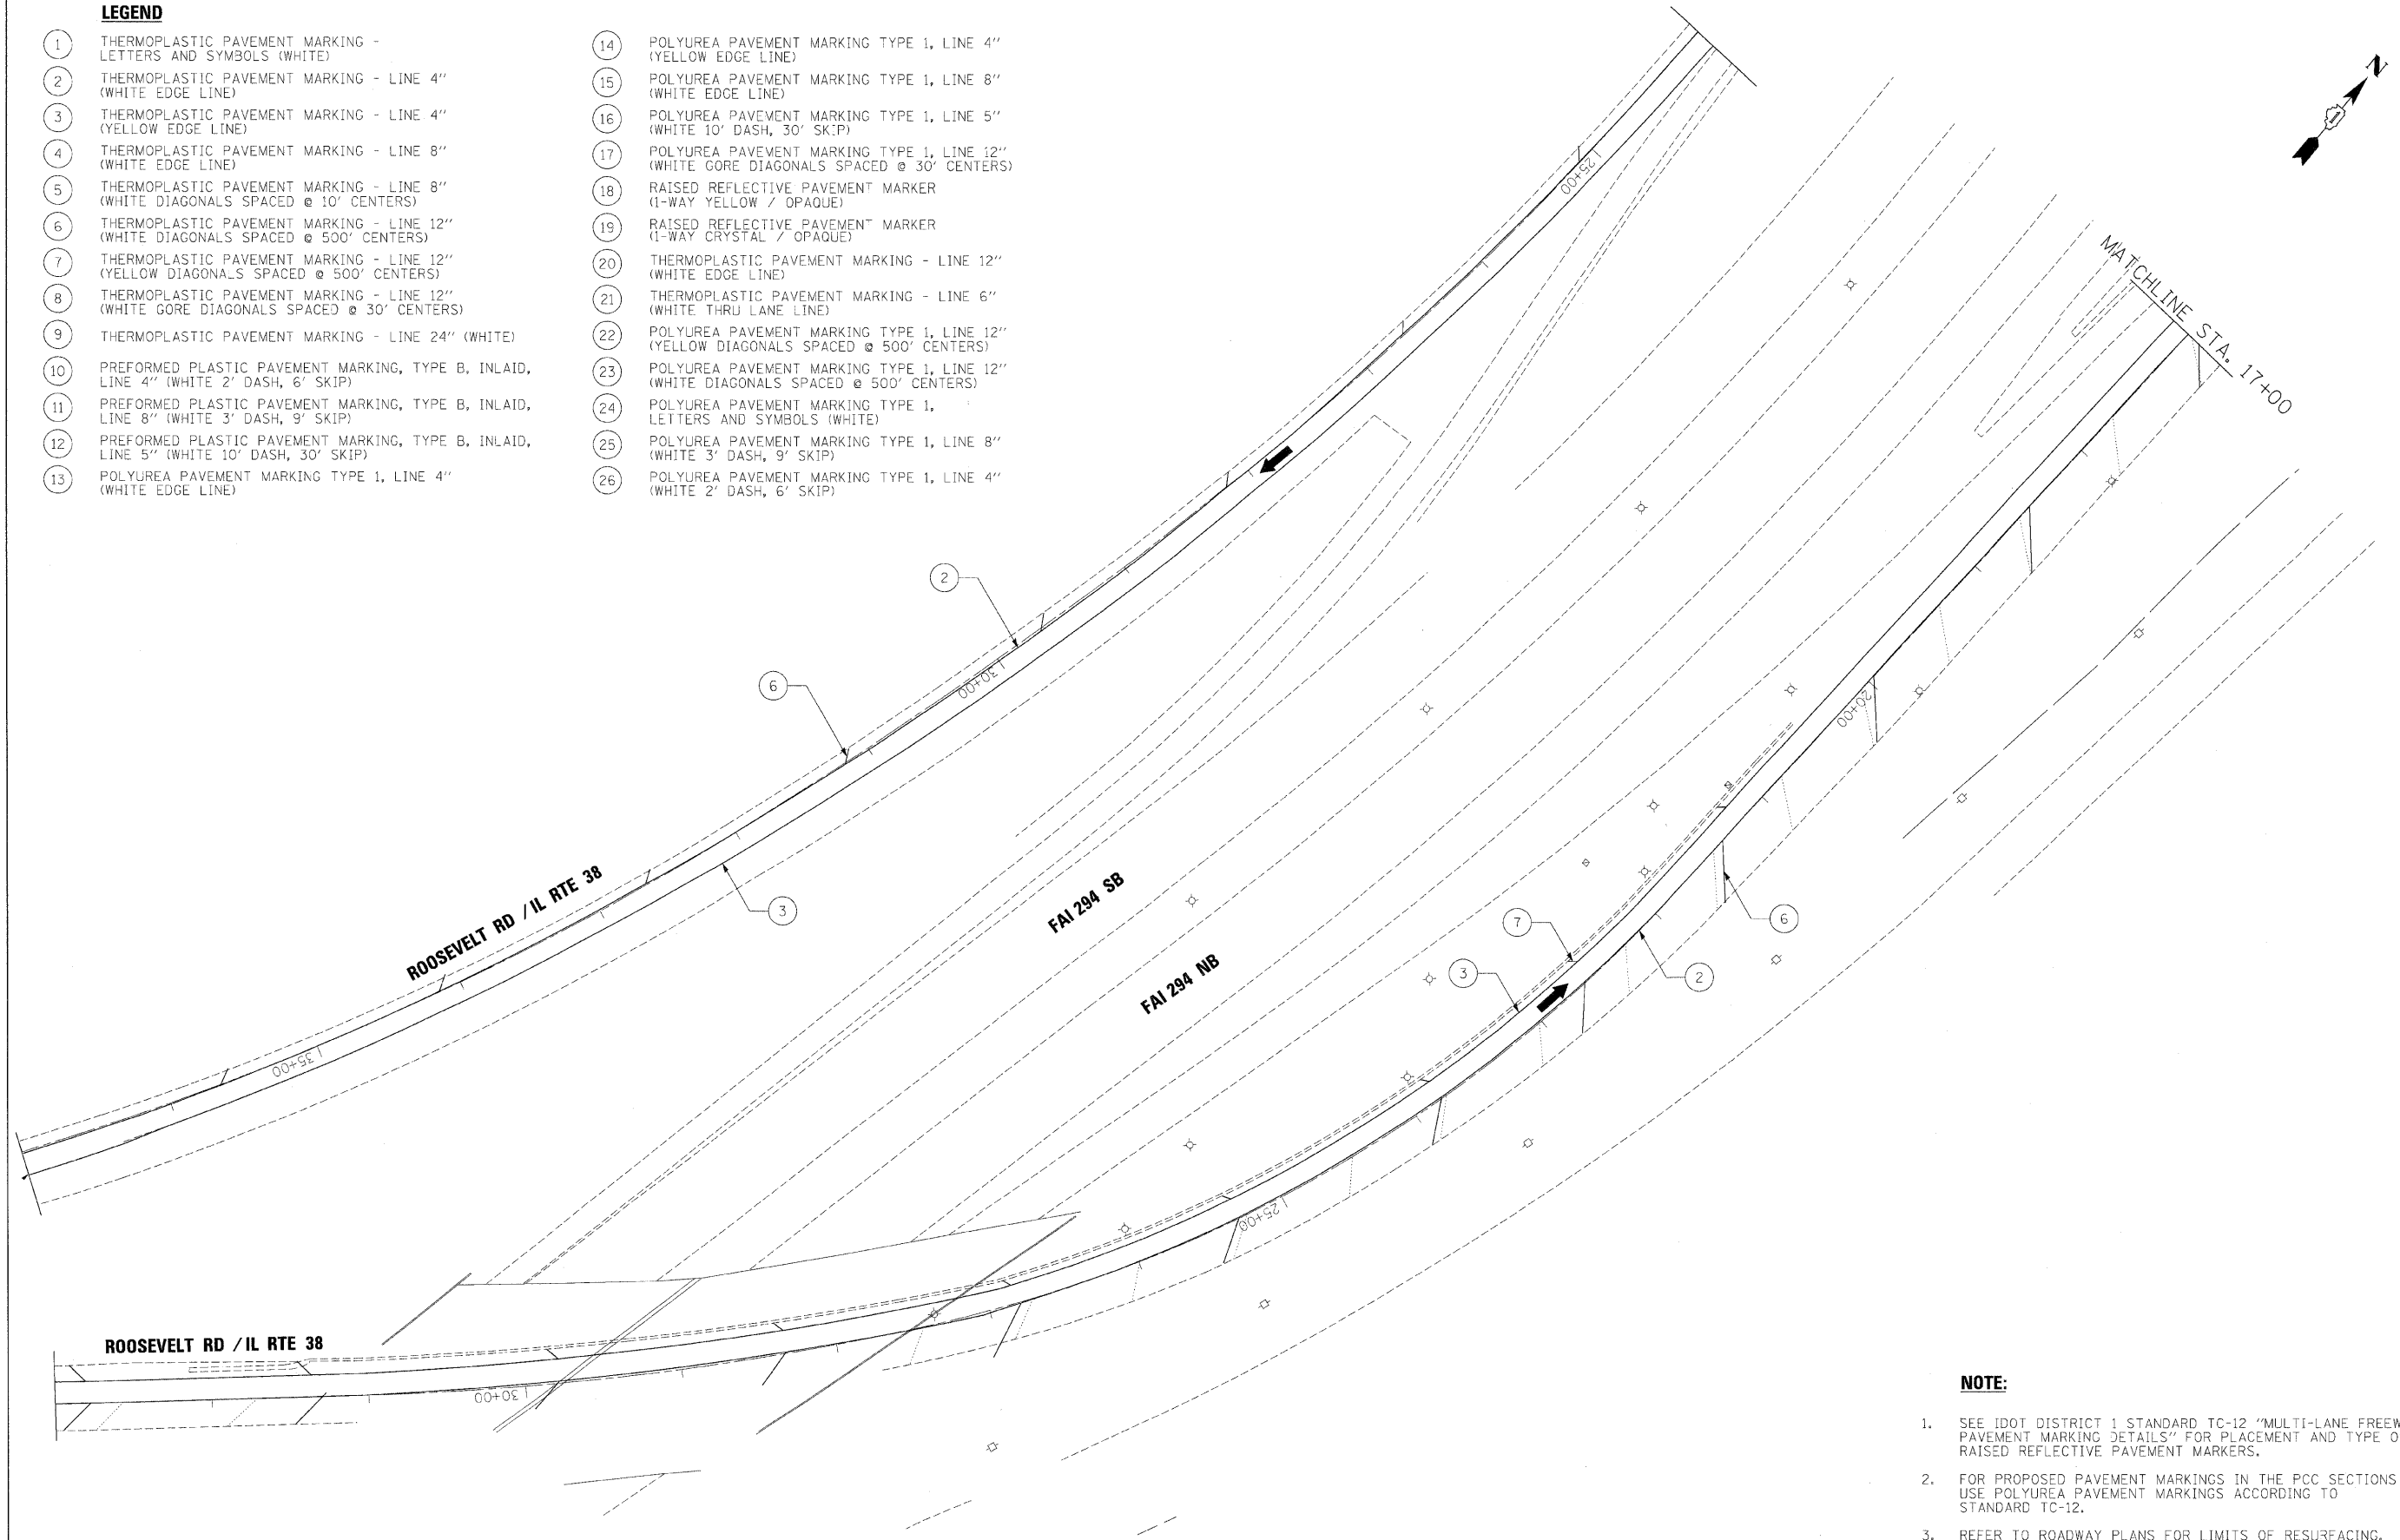 LEGEND
1 THERMOPLASTIC PAVEMENT MARKING -
LETTERS AND SYMBOLS (WHITE)
2 THERMOPLASTIC PAVEMENT MARKING - LINE 4"
(WHITE EDGE LINE)
3 THERMOPLASTIC PAVEMENT MARKING - LINE 4"
(YELLOW EDGE LINE)
4 THERMOPLASTIC PAVEMENT MARKING - LINE 8"
(WHITE EDGE LINE)
5 THERMOPLASTIC PAVEMENT MARKING - LINE 8"
(WHITE DIAGONALS SPACED @ 10' CENTERS)
6 THERMOPLASTIC PAVEMENT MARKING - LINE 12"
(WHITE DIAGONALS SPACED @ 500' CENTERS)
7 THERMOPLASTIC PAVEMENT MARKING - LINE 12"
(YELLOW DIAGONALS SPACED @ 500' CENTERS)
8 THERMOPLASTIC PAVEMENT MARKING - LINE 12"
(WHITE GORE DIAGONALS SPACED @ 30' CENTERS)
9 THERMOPLASTIC PAVEMENT MARKING - LINE 24" (WHITE)
10 PREFORMED PLASTIC PAVEMENT MARKING, TYPE B, INLAID,
LINE 4" (WHITE 2' DASH, 6' SKIP)
11 PREFORMED PLASTIC PAVEMENT MARKING, TYPE B, INLAID,
LINE 8" (WHITE 3' DASH, 9' SKIP)
12 PREFORMED PLASTIC PAVEMENT MARKING, TYPE B, INLAID,
LINE 5" (WHITE 10' DASH, 30' SKIP)
13 POLYUREA PAVEMENT MARKING TYPE 1, LINE 4"
(WHITE EDGE LINE)
14 POLYUREA PAVEMENT MARKING TYPE 1, LINE 4"
(YELLOW EDGE LINE)
15 POLYUREA PAVEMENT MARKING TYPE 1, LINE 8"
(WHITE EDGE LINE)
16 POLYUREA PAVEMENT MARKING TYPE 1, LINE 5"
(WHITE 10' DASH, 30' SKIP)
17 POLYUREA PAVEMENT MARKING TYPE 1, LINE 12"
(WHITE GORE DIAGONALS SPACED @ 30' CENTERS)
18 RAISED REFLECTIVE PAVEMENT MARKER
(1-WAY YELLOW / OPAQUE)
19 RAISED REFLECTIVE PAVEMENT MARKER
(1-WAY CRYSTAL / OPAQUE)
20 THERMOPLASTIC PAVEMENT MARKING - LINE 12"
(WHITE EDGE LINE)
21 THERMOPLASTIC PAVEMENT MARKING - LINE 6"
(WHITE THRU LANE LINE)
22 POLYUREA PAVEMENT MARKING TYPE 1, LINE 12"
(YELLOW DIAGONALS SPACED @ 500' CENTERS)
23 POLYUREA PAVEMENT MARKING TYPE 1, LINE 12"
(WHITE DIAGONALS SPACED @ 500' CENTERS)
24 POLYUREA PAVEMENT MARKING TYPE 1,
LETTERS AND SYMBOLS (WHITE)
25 POLYUREA PAVEMENT MARKING TYPE 1, LINE 8"
(WHITE 3' DASH, 9' SKIP)
26 POLYUREA PAVEMENT MARKING TYPE 1, LINE 4"
(WHITE 2' DASH, 6' SKIP)
N
125+00
MATCHLINE STA. 17+00
2
130+00
6
20+00
3
ROOSEVELT RD / IL RTE 38
FAI 294 SB
FAI 294 NB
7
3
6
2
135+00
25+00
ROOSEVELT RD / IL RTE 38
30+00
NOTE:
1. SEE IDOT DISTRICT 1 STANDARD TC-12 "MULTI-LANE FREEW
PAVEMENT MARKING DETAILS" FOR PLACEMENT AND TYPE O
RAISED REFLECTIVE PAVEMENT MARKERS.
2. FOR PROPOSED PAVEMENT MARKINGS IN THE PCC SECTIONS
USE POLYUREA PAVEMENT MARKINGS ACCORDING TO
STANDARD TC-12.
3. REFER TO ROADWAY PLANS FOR LIMITS OF RESURFACING.